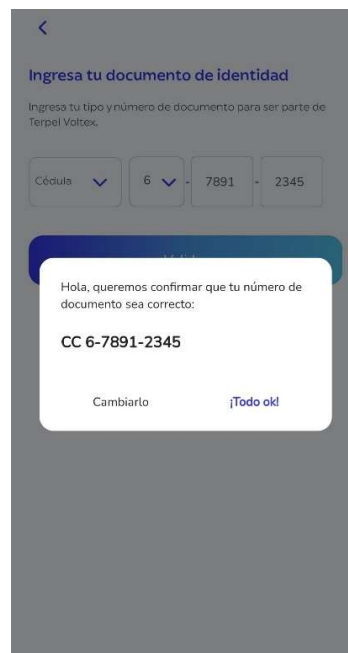 Ingresa tu documento de identidad
Ingresa tu tipo y número de documento para ser parte de
Terpel Voltex.
Cédula 6 - 7891 - 2345
Hola, queremos confirmar que tu número de
documento sea correcto:
CC 6-7891-2345
Cambiarlo ¡Todo ok!